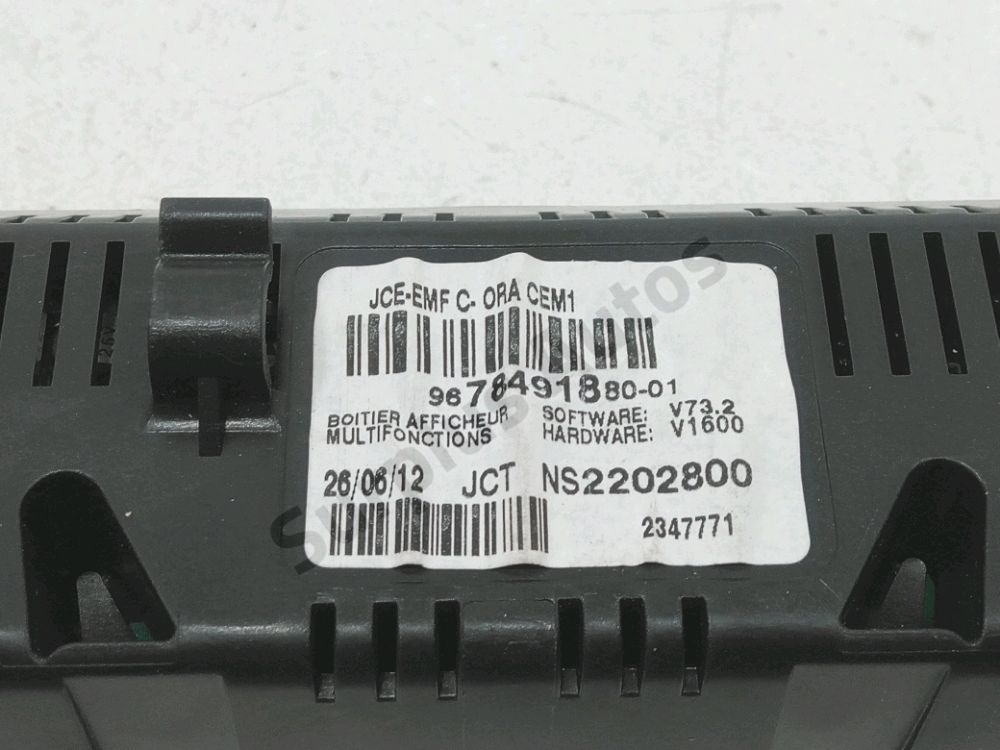 JCE-EMF C- ORA CEM1
9678491880-01
BOITIER AFFICHEUR
MULTIFONCTIONS
SOFTWARE: V73.2
HARDWARE: V1600
26/06/12 JCT NS2202800
2347771